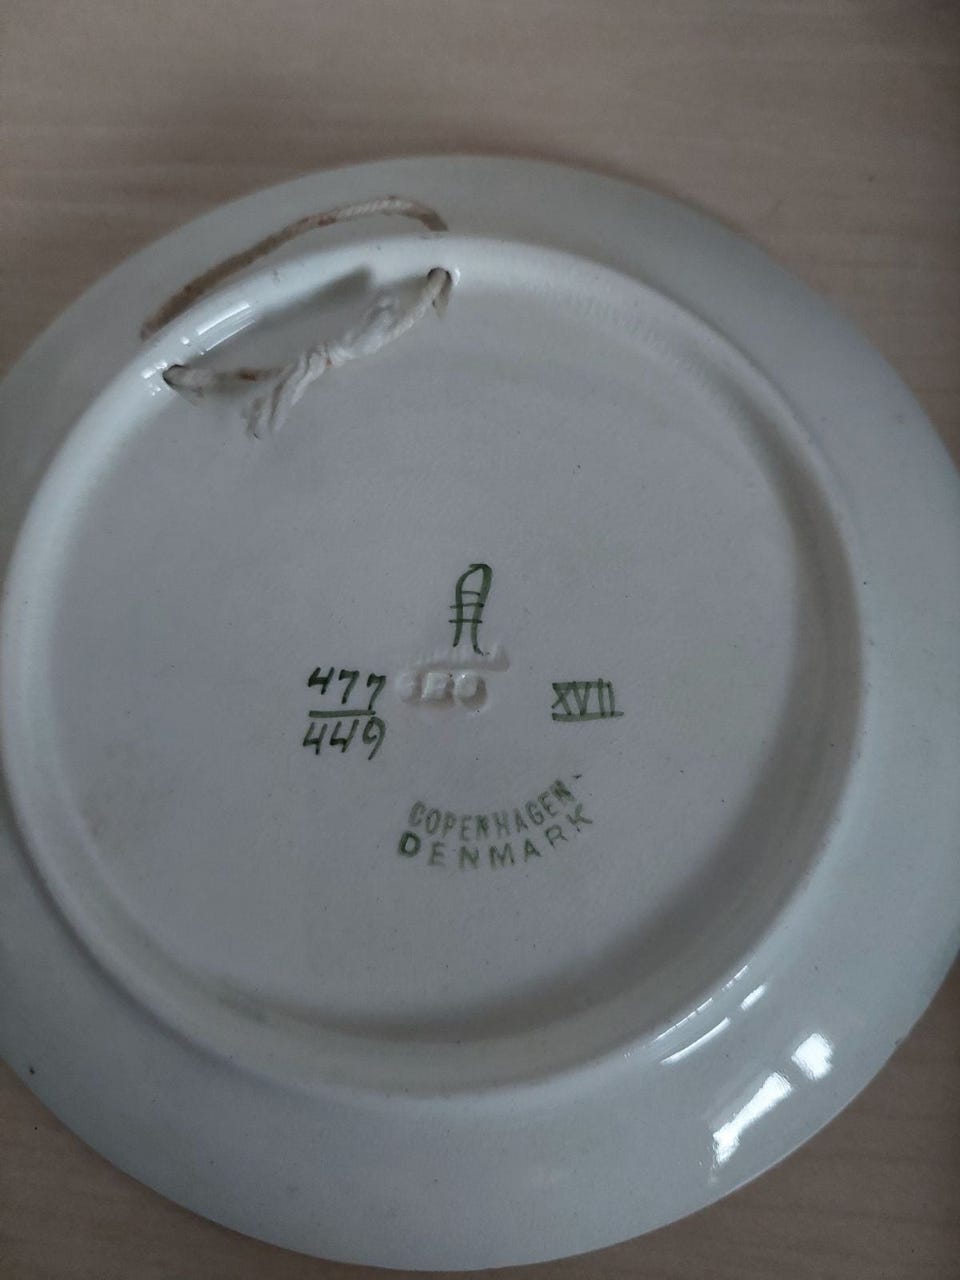 477
449
XVII
COPENHAGEN-
DENMARK